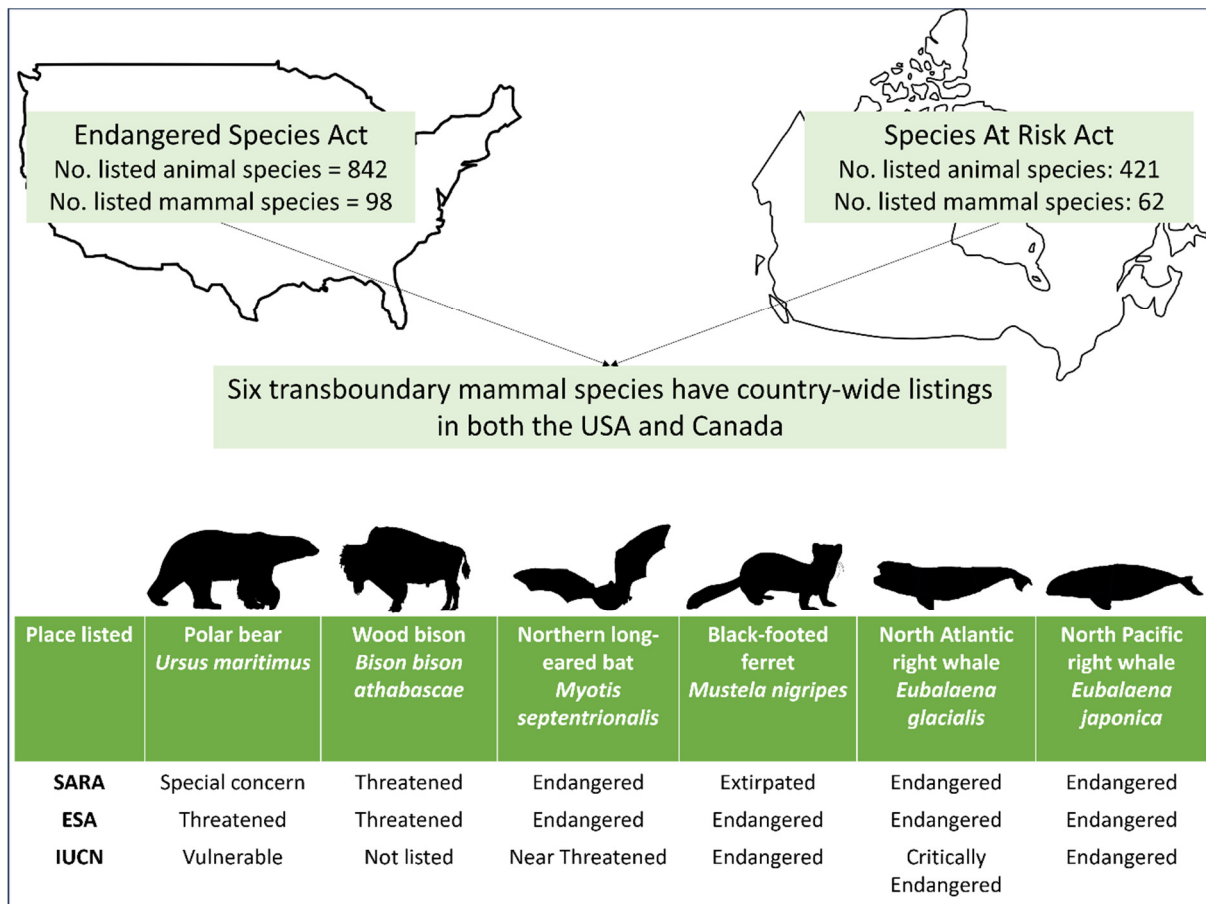 Endangered Species Act
No. listed animal species = 842
No. listed mammal species = 98
Species At Risk Act
No. listed animal species: 421
No. listed mammal species: 62
Six transboundary mammal species have country-wide listings
in both the USA and Canada
Place listed
Polar bear
Ursus maritimus
Wood bison
Bison bison
athabascae
Northern long-
eared bat
Myotis
septentrionalis
Black-footed
ferret
Mustela nigripes
North Atlantic
right whale
Eubalaena
glacialis
North Pacific
right whale
Eubalaena
japonica
SARA Special concern Threatened Endangered Extirpated Endangered Endangered
ESA Threatened Threatened Endangered Endangered Endangered Endangered
IUCN Vulnerable Not listed Near Threatened Endangered Critically Endangered
Endangered